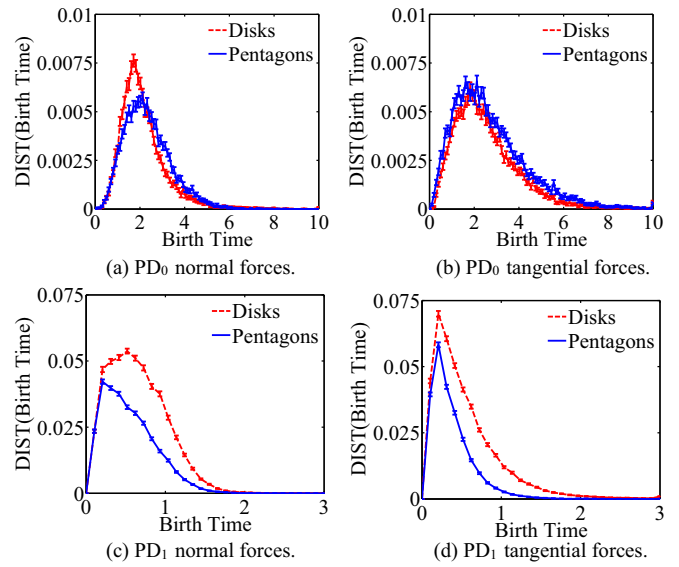 0.01
0.0075
0.005
0.0025
0
DIST(Birth Time)
Disks
Pentagons
0 2 4 6 8 10
Birth Time
(a) PD₀ normal forces.
0.01
0.0075
0.005
0.0025
0
DIST(Birth Time)
Disks
Pentagons
0 2 4 6 8 10
Birth Time
(b) PD₀ tangential forces.
0.075
0.05
0.025
0
DIST(Birth Time)
Disks
Pentagons
0 1 2 3
Birth Time
(c) PD₁ normal forces.
0.075
0.05
0.025
0
DIST(Birth Time)
Disks
Pentagons
0 1 2 3
Birth Time
(d) PD₁ tangential forces.